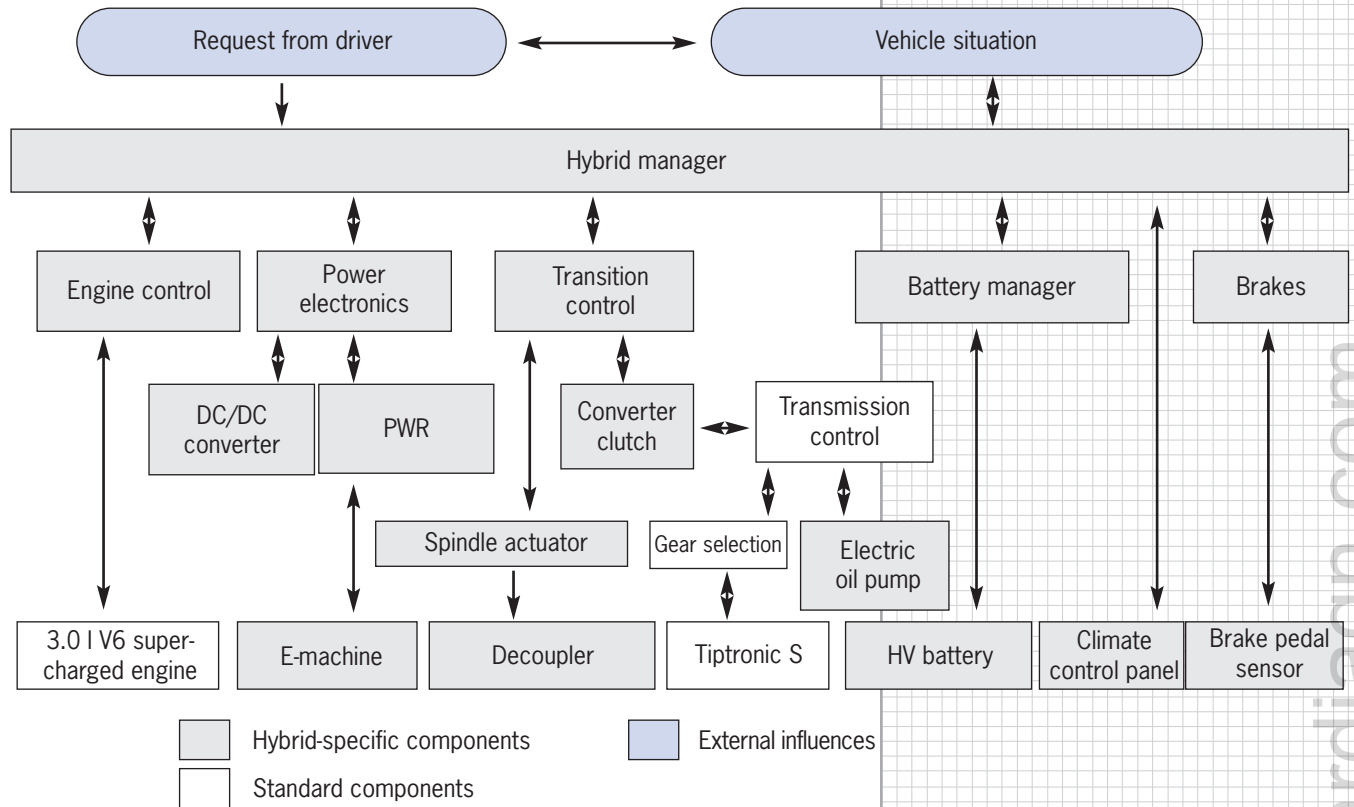 Request from driver
Vehicle situation
Hybrid manager
Engine control
Power
electronics
Transition
control
Battery manager
Brakes
DC/DC
converter
PWR
Converter
clutch
Transmission
control
Spindle actuator
Gear selection
Electric
oil pump
3.0 l V6 super-
charged engine
E-machine
Decoupler
Tiptronic S
HV battery
Climate
control panel
Brake pedal
sensor
Hybrid-specific components
External influences
Standard components